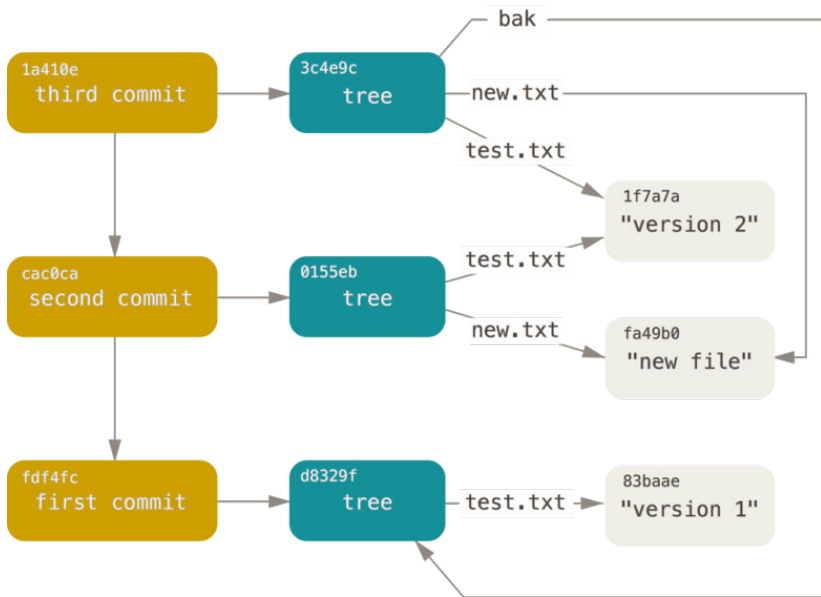 bak
1a410e
third commit
3c4e9c
tree
new.txt
test.txt
1f7a7a
"version 2"
cac0ca
second commit
0155eb
tree
test.txt
new.txt
fa49b0
"new file"
fdf4fc
first commit
d8329f
tree
test.txt
83baae
"version 1"